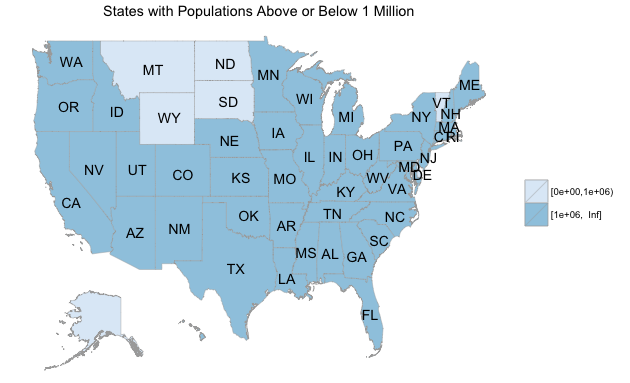 States with Populations Above or Below 1 Million
WA
MT
ND
MN
ME
OR
ID
SD
WI
VT
NH
WY
MI
NY
MA
CT RI
NE
IA
PA
NV
UT
CO
IL
IN
OH
NJ
MD
DE
CA
KS
MO
WV
VA
KY
AZ
NM
OK
AR
TN
NC
SC
TX
MS
AL
GA
LA
FL
[0e+00,1e+06)
[1e+06, Inf]